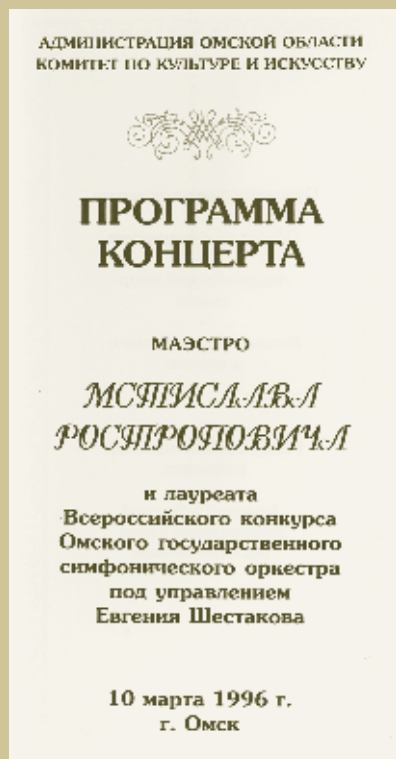 АДМИНИСТРАЦИЯ ОМСКОЙ ОБЛАСТИ
КОМИТЕТ ПО КУЛЬТУРЕ И ИСКУССТВУ
ПРОГРАММА
КОНЦЕРТА
МАЭСТРО
МСТИСЛАВА
РОСТРОПОВИЧА
и лауреата
Всероссийского конкурса
Омского государственного
симфонического оркестра
под управлением
Евгения Шестакова
10 марта 1996 г.
г. Омск